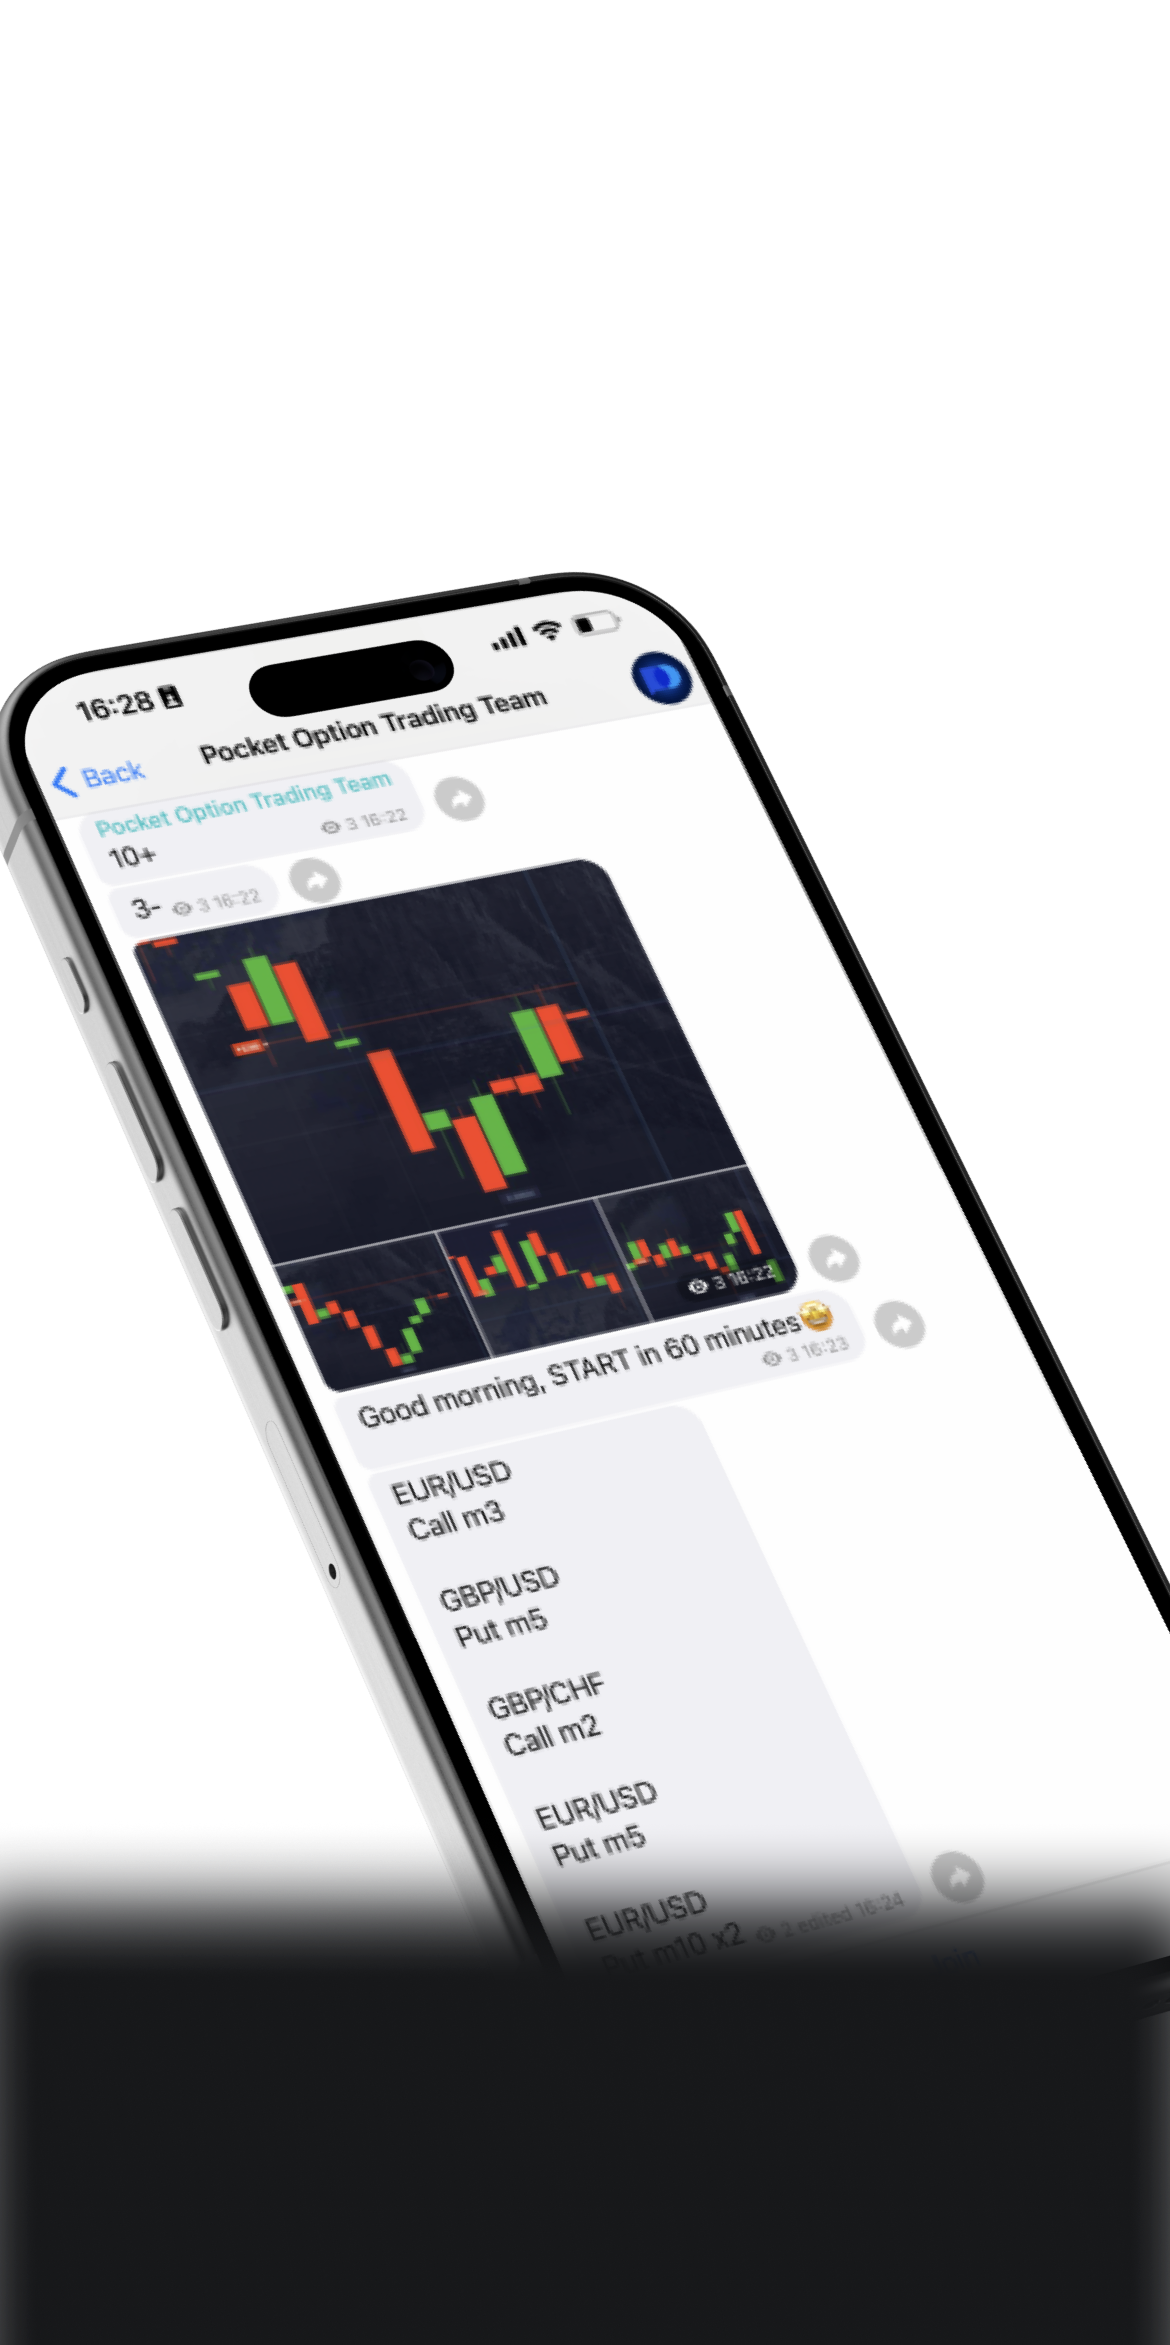 16:28
Pocket Option Trading Team
Back
Pocket Option Trading Team
10+
3 16:22
3-
3 16:22
3 16:22
Good morning, START in 60 minutes
3 16:23
EUR/USD
Call m3
GBP/USD
Put m5
GBP/CHF
Call m2
EUR/USD
Put m5
EUR/USD
Put m10 x2
2 edited 16:24
Join